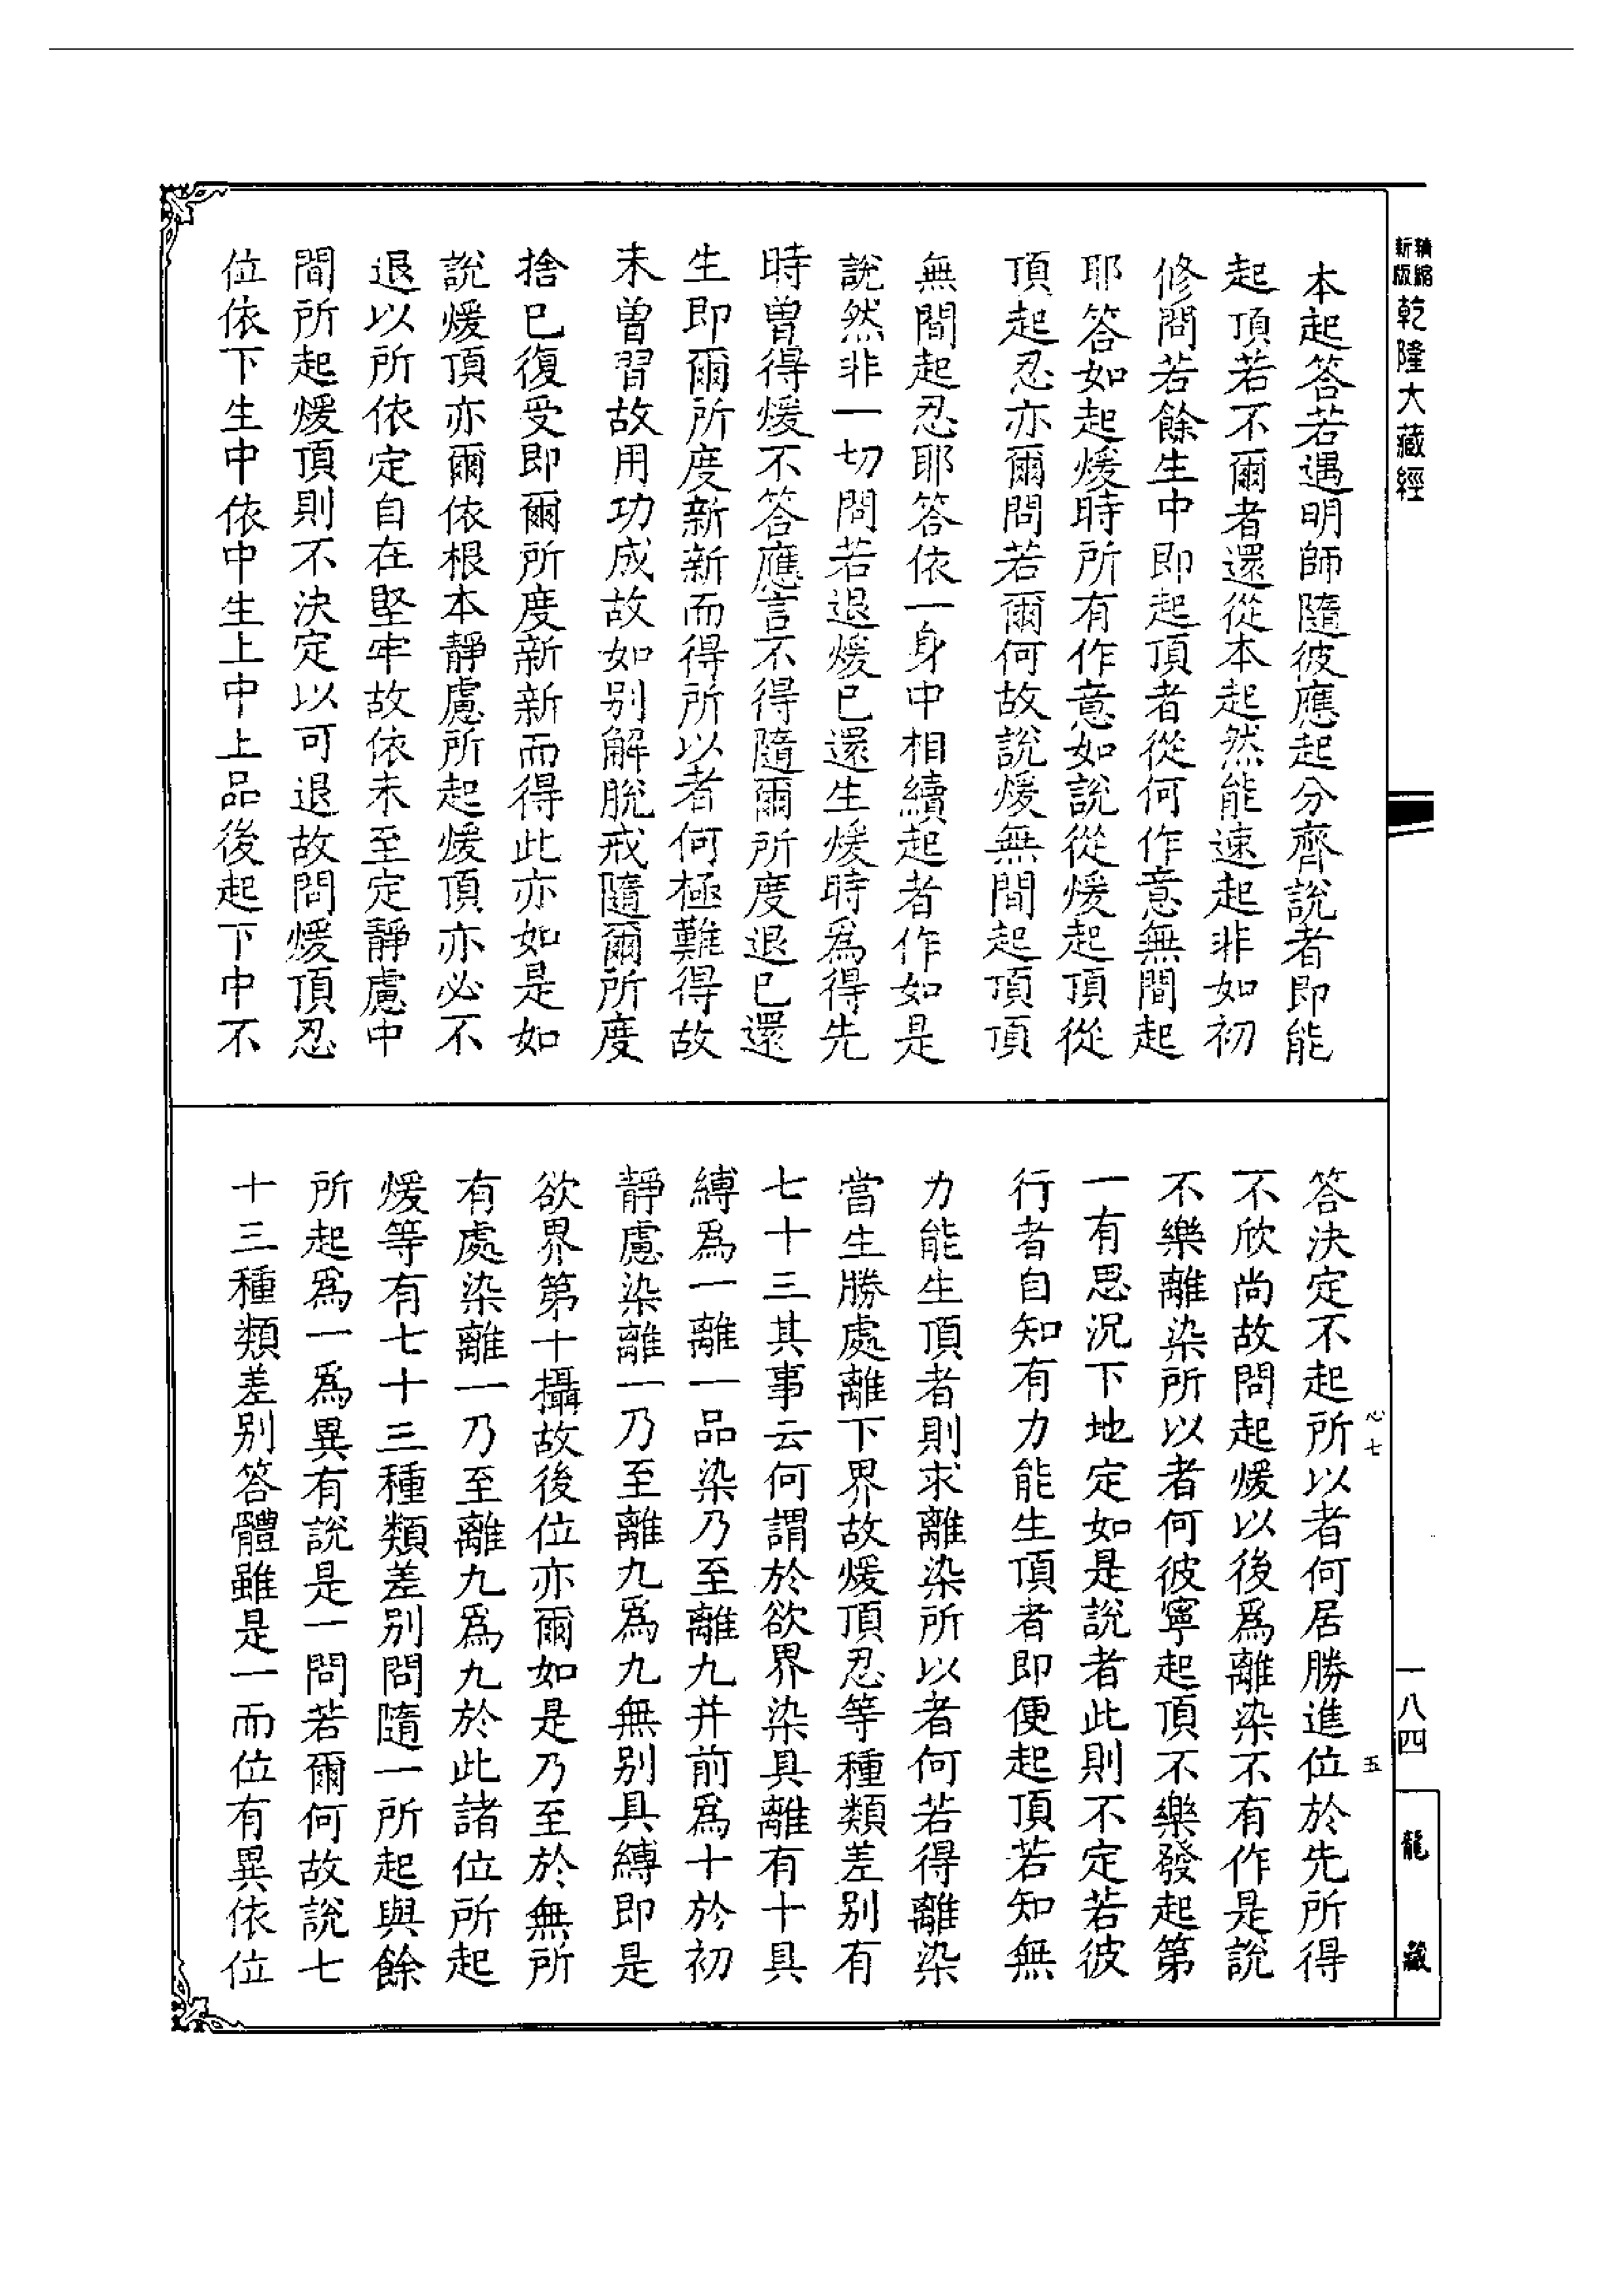 本起答若遇明師隨彼應起分齊說者即能
起頂若不爾者還從本起然能速起非如初
修問若餘生中即起頂者從何作意無間起
耶答如起煖時所有作意如說從煖起頂從
頂起忍亦爾問若爾何故說煖無間起頂頂
無間起忍耶答依一身中相續起者作如是
說然非一切問若退煖已還生煖時爲得先
時曾得煖不答應言不得隨爾所度退已還
生即爾所度新新而得所以者何極難得故
未曾習故用功成故如别解脫戒隨爾所度
捨已復受即爾所度新新而得此亦如是如
說煖頂亦爾依根本靜慮所起煖頂亦必不
退以所依定自在堅牢故依未至定靜慮中
間所起煖頂則不決定以可退故問煖頂忍
位依下生中依中生上中上品後起下中不
答決定不起所以者何居勝進位於先所得
不欣尚故問起煖以後爲離染不有作是說
不樂離染所以者何彼寧起頂不樂發起第
一有思況下地定如是說者此則不定若彼
行者自知有力能生頂者即便起頂若知無
力能生頂者則求離染所以者何若得離染
當生勝處離下界故煖頂忍等種類差别有
七十三其事云何謂於欲界染具離有十具
縛爲一離一品染乃至離九并前爲十於初
靜慮染離一乃至離九爲九無别具縛即是
欲界第十攝故後位亦爾如是乃至於無所
有處染離一乃至離九爲九於此諸位所起
煖等有七十三種類差别問隨一所起與餘
所起爲一爲異有說是一問若爾何故說七
十三種類差别答體雖是一而位有異依位
新版精縮
乾隆大藏經
心七
五
一八四
龍藏